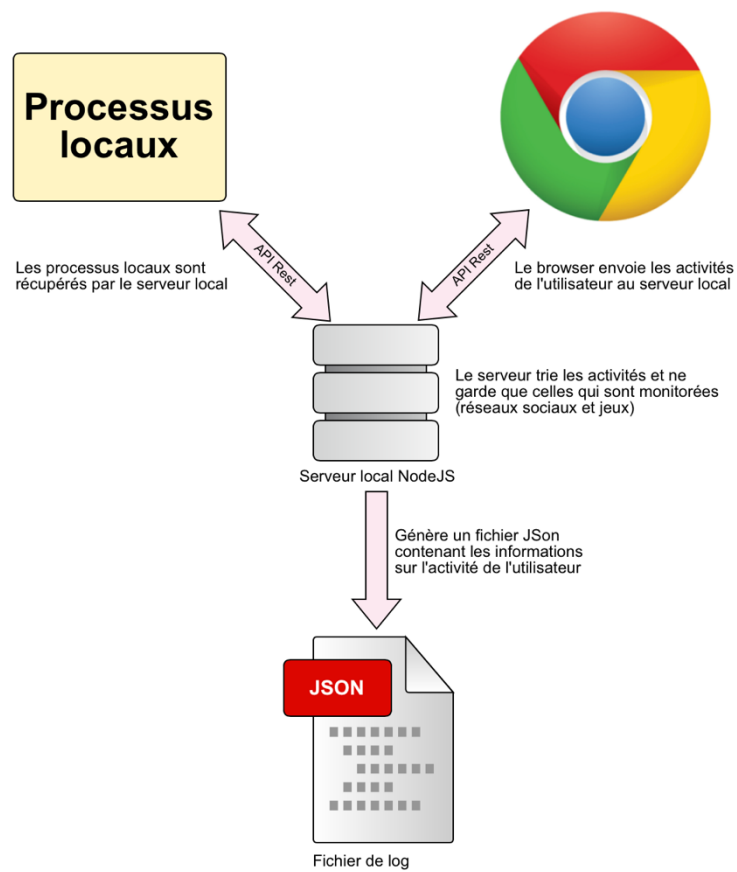 Processus
locaux
API Rest
API Rest
Les processus locaux sont
récupérés par le serveur local
Le browser envoie les activités
de l'utilisateur au serveur local
Le serveur trie les activités et ne
garde que celles qui sont monitorées
(réseaux sociaux et jeux)
Serveur local NodeJS
Génère un fichier JSon
contenant les informations
sur l'activité de l'utilisateur
JSON
Fichier de log